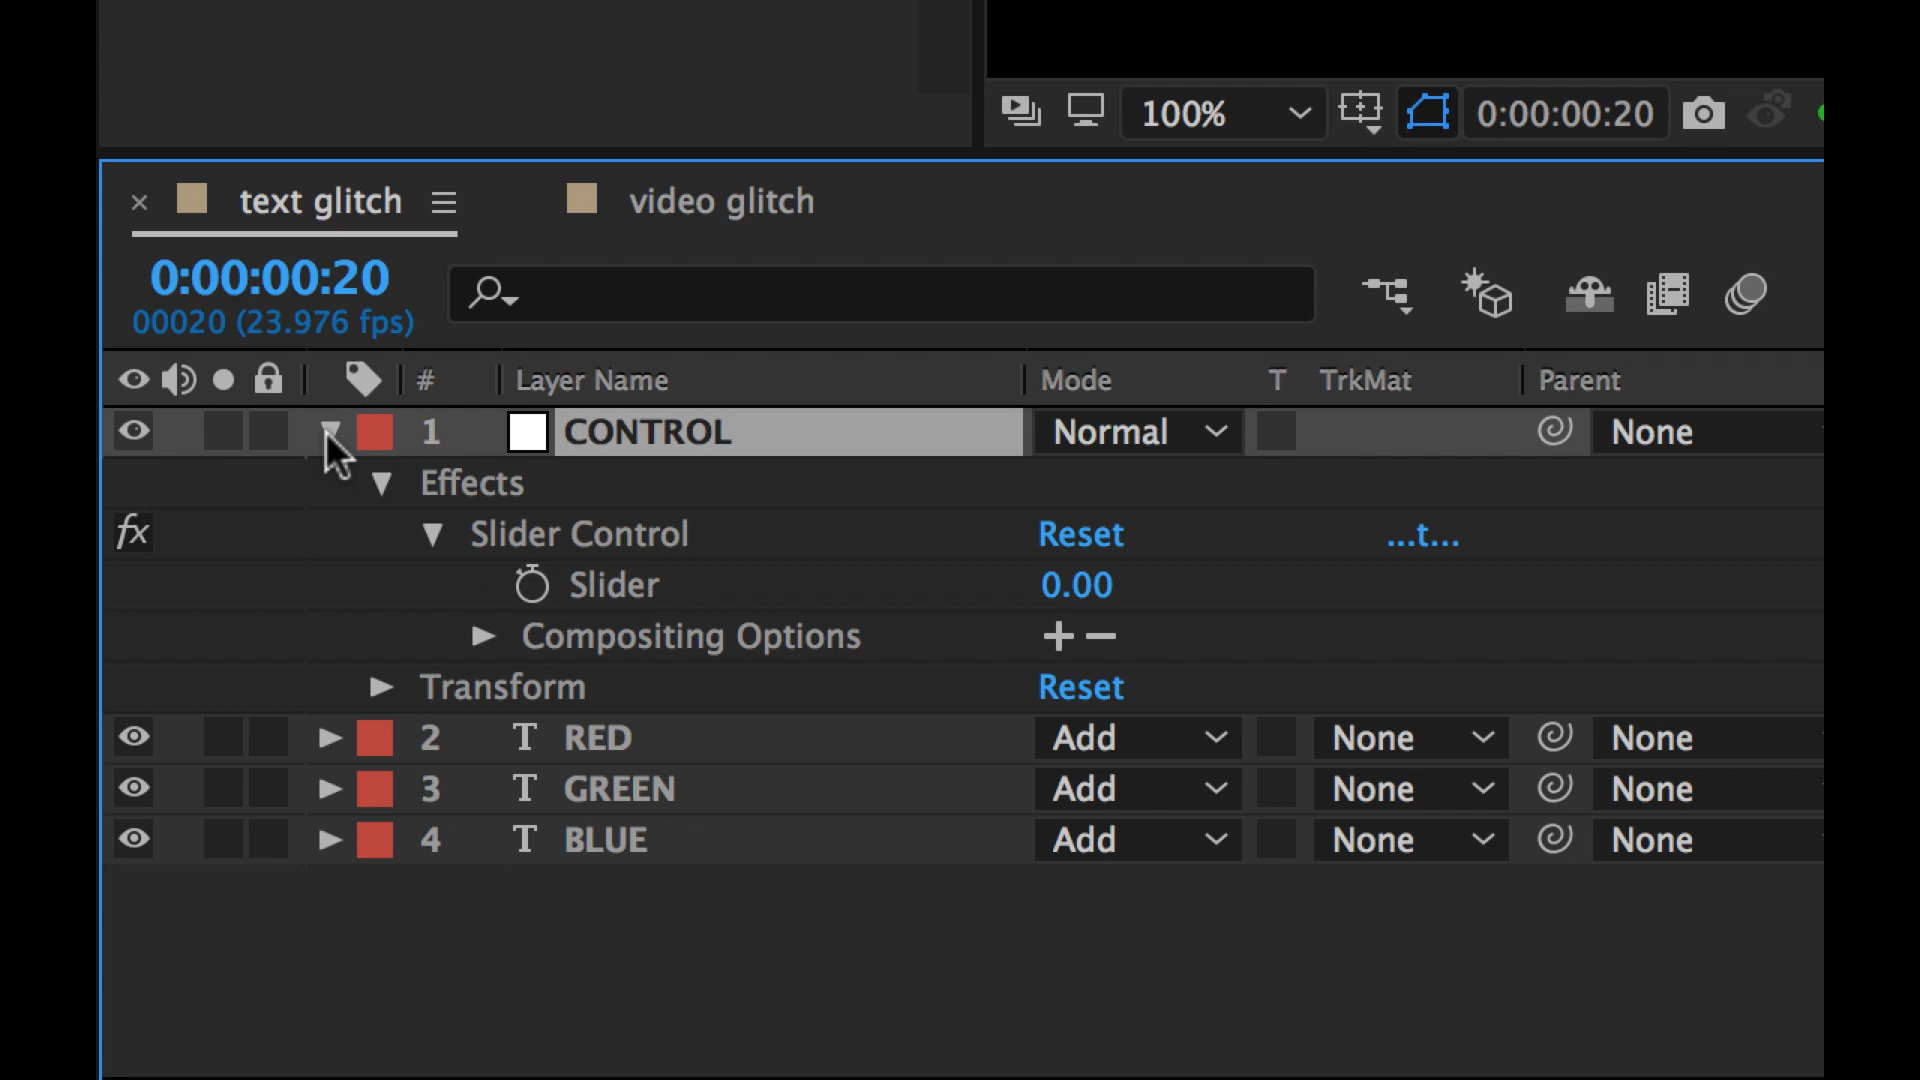 100% 0:00:00:20
× text glitch video glitch
0:00:00:20
00020 (23.976 fps)
# Layer Name Mode T TrkMat Parent
1 CONTROL Normal None
Effects
fx Slider Control Reset ...t...
Slider 0.00
Compositing Options + −
Transform Reset
2 T RED Add None None
3 T GREEN Add None None
4 T BLUE Add None None